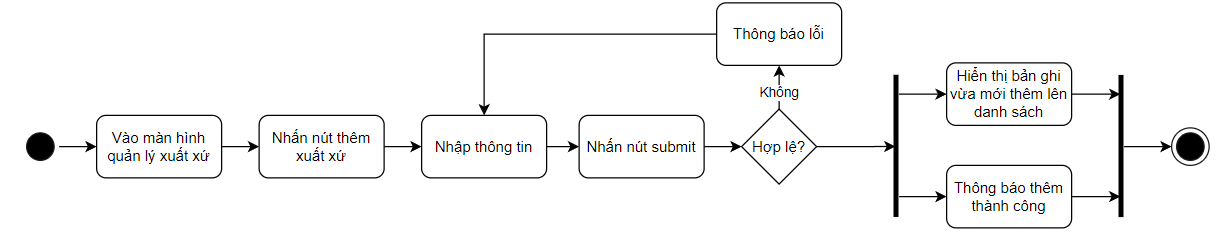 Vào màn hình
quản lý xuất xứ
Nhấn nút thêm
xuất xứ
Nhập thông tin
Nhấn nút submit
Hợp lệ?
Không
Thông báo lỗi
Hiển thị bản ghi
vừa mới thêm lên
danh sách
Thông báo thêm
thành công